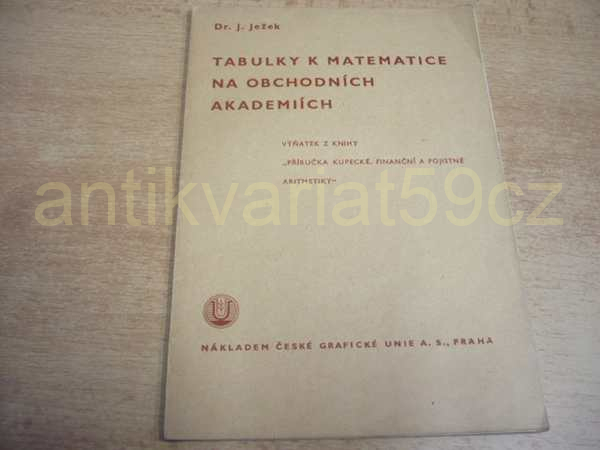 Dr. J. Ježek
TABULKY K MATEMATICE
NA OBCHODNÍCH
AKADEMIÍCH
VÝŇATEK Z KNIHY
„PŘÍRUČKA KUPECKÉ, FINANČNÍ A POJISTNÉ
ARITMETIKY“
antikvariat59cz
NÁKLADEM ČESKÉ GRAFICKÉ UNIE A. S., PRAHA